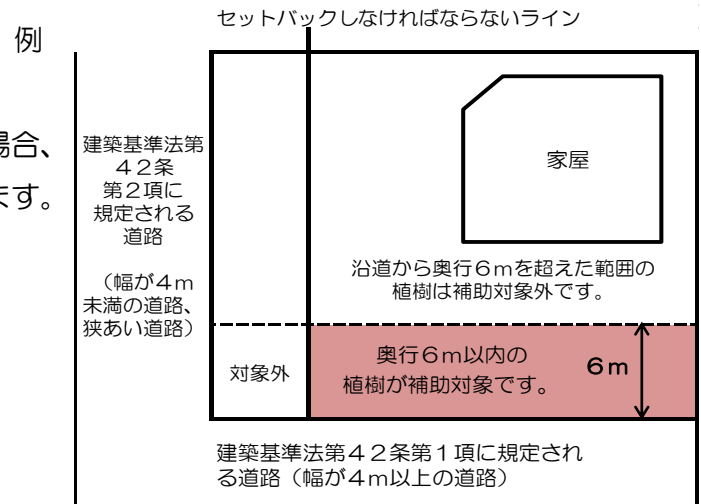 セットバックしなければならないライン
例
場合、
ます。
建築基準法第
４２条
第２項に
規定される
道路
（幅が４ｍ
未満の道路、
狭あい道路）
家屋
沿道から奥行６ｍを超えた範囲の
植樹は補助対象外です。
対象外
奥行６ｍ以内の
植樹が補助対象です。
６ｍ
建築基準法第４２条第１項に規定され
る道路（幅が４ｍ以上の道路）